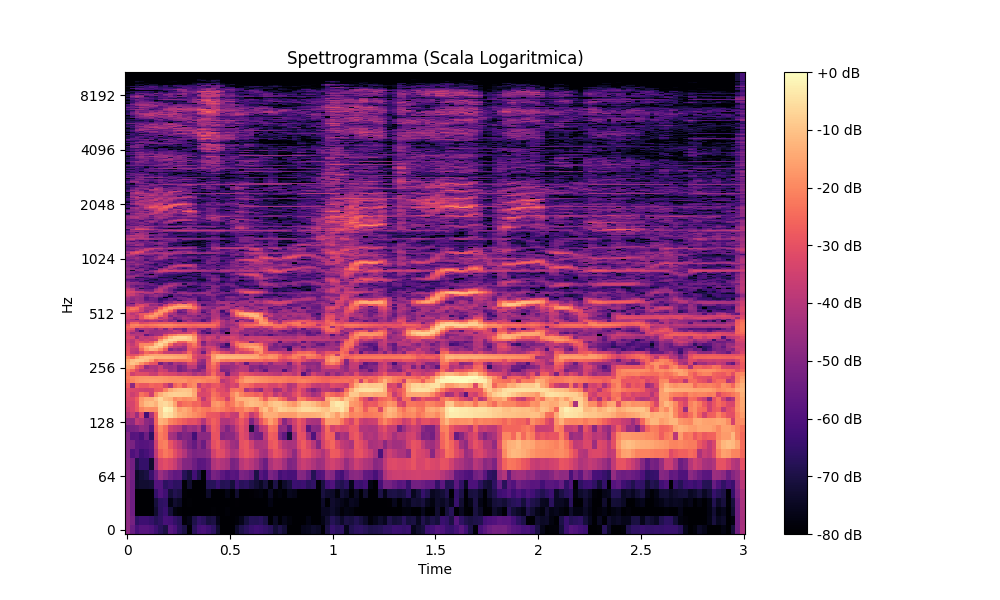 Spettrogramma (Scala Logaritmica)
Hz
8192
4096
2048
1024
512
256
128
64
0
0 0.5 1 1.5 2 2.5 3
Time
+0 dB
-10 dB
-20 dB
-30 dB
-40 dB
-50 dB
-60 dB
-70 dB
-80 dB